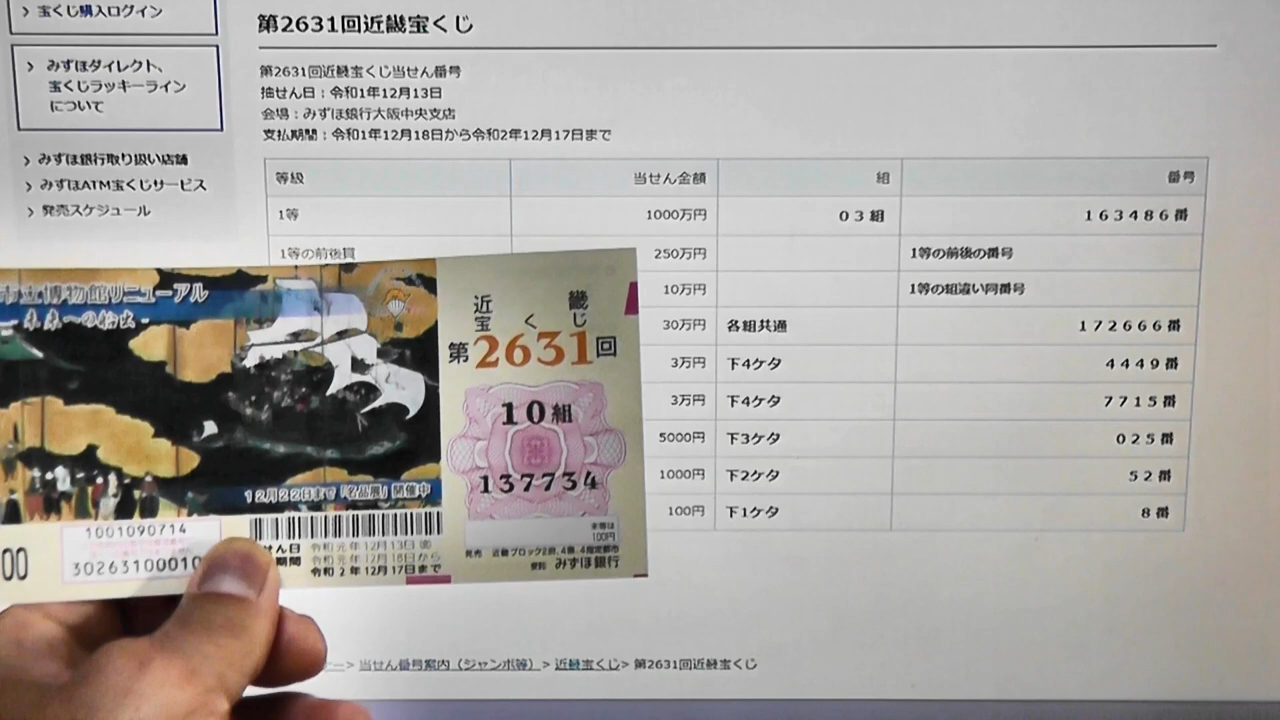 宝くじ購入ログイン
みずほダイレクト、
宝くじラッキーライン
について
みずほ銀行取り扱い店舗
みずほATM宝くじサービス
発売スケジュール
第2631回近畿宝くじ
第2631回近畿宝くじ当せん番号
抽せん日：令和1年12月13日
会場：みずほ銀行大阪中央支店
支払期間：令和1年12月18日から令和2年12月17日まで
等級 当せん金額 組 番号
1等 1000万円 03組 163486番
1等の前後賞 250万円 1等の前後の番号
10万円 1等の組違い同番号
30万円 各組共通 172666番
3万円 下4ケタ 4449番
3万円 下4ケタ 7715番
5000円 下3ケタ 025番
1000円 下2ケタ 52番
100円 下1ケタ 8番
> 当せん番号案内（ジャンボ等） > 近畿宝くじ > 第2631回近畿宝くじ
市立博物館リニューアル
12月22日まで「名品展」開催中
1001090714
30263100010
00
せん日 令和元年12月13日(金)
期間 令和元年12月18日から
令和2年12月17日まで
近畿
宝くじ
第2631回
10組
137734
末等は
100円
発売 近畿ブロック2府、4県、4指定都市
受託 みずほ銀行